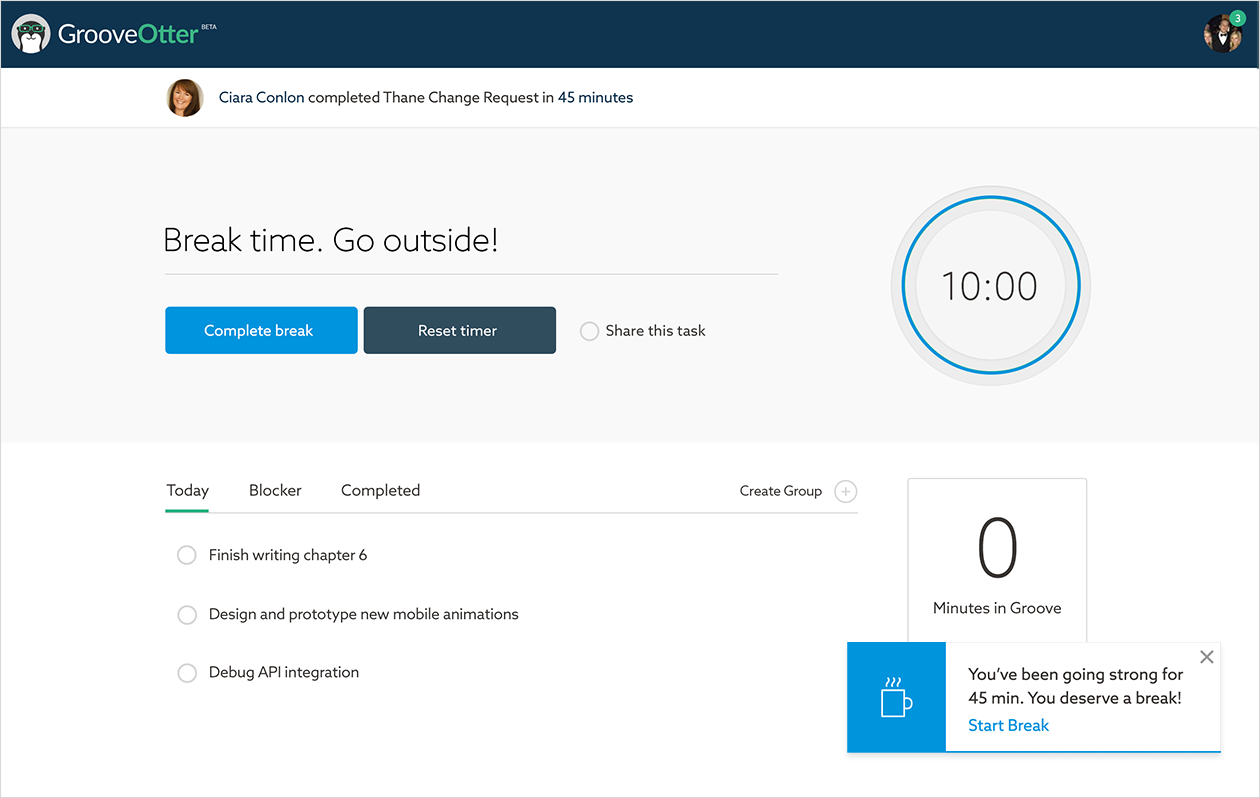 GrooveOtter BETA
3
Ciara Conlon completed Thane Change Request in 45 minutes
Break time. Go outside!
10:00
Complete break
Reset timer
Share this task
Today
Blocker
Completed
Create Group
Finish writing chapter 6
Design and prototype new mobile animations
Debug API integration
0
Minutes in Groove
You’ve been going strong for
45 min. You deserve a break!
Start Break